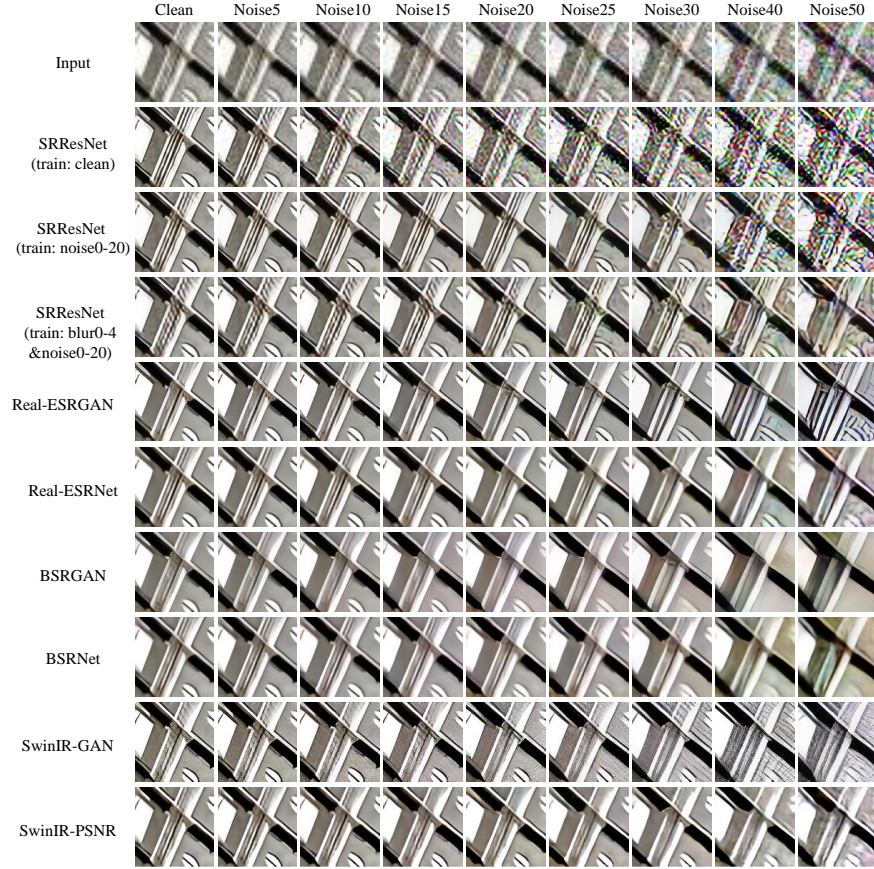 Clean Noise5 Noise10 Noise15 Noise20 Noise25 Noise30 Noise40 Noise50
Input
SRResNet
(train: clean)
SRResNet
(train: noise0-20)
SRResNet
(train: blur0-4
&noise0-20)
Real-ESRGAN
Real-ESRNet
BSRGAN
BSRNet
SwinIR-GAN
SwinIR-PSNR